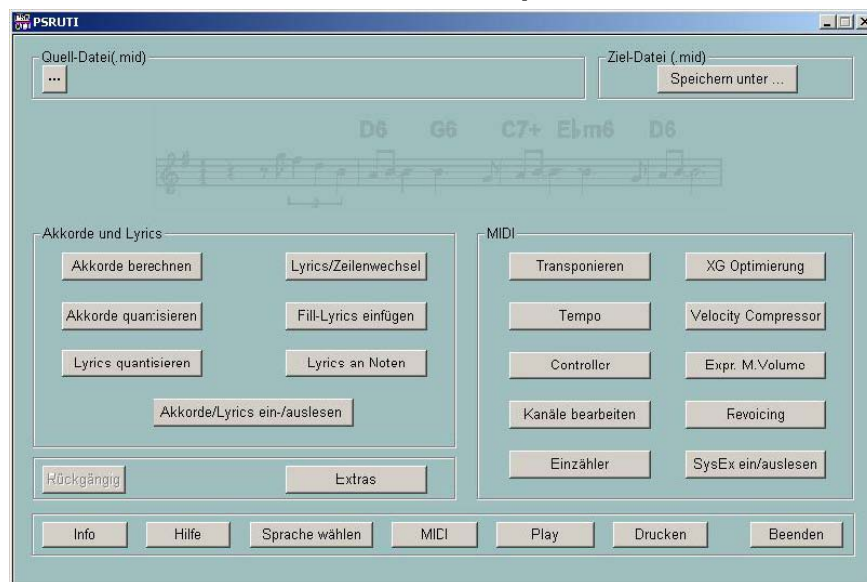 PSRUTI
Quell-Datei(.mid)
Ziel-Datei (.mid)
...
Speichern unter ...
D6 G6 C7+ E♭m6 D6
3
Akkorde und Lyrics
MIDI
Akkorde berechnen
Lyrics/Zeilenwechsel
Transponieren
XG Optimierung
Akkorde quantisieren
Fill-Lyrics einfügen
Tempo
Velocity Compressor
Lyrics quantisieren
Lyrics an Noten
Controller
Expr. M.Volume
Akkorde/Lyrics ein-/auslesen
Kanäle bearbeiten
Revoicing
Rückgängig
Extras
Einzähler
SysEx ein/auslesen
Info
Hilfe
Sprache wählen
MIDI
Play
Drucken
Beenden